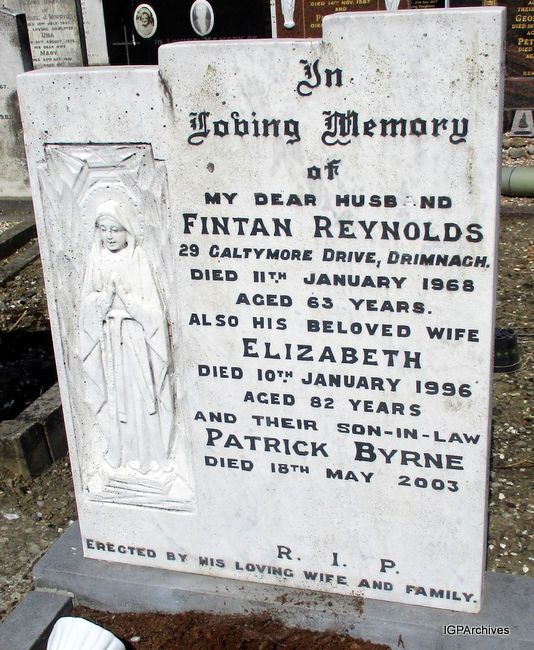 In
Loving Memory
of
MY DEAR HUSBAND
FINTAN REYNOLDS
29 GALTYMORE DRIVE, DRIMNAGH.
DIED 11TH JANUARY 1968
AGED 63 YEARS.
ALSO HIS BELOVED WIFE
ELIZABETH
DIED 10TH JANUARY 1996
AGED 82 YEARS
AND THEIR SON-IN-LAW
PATRICK BYRNE
DIED 18TH MAY 2003
R. I. P.
ERECTED BY HIS LOVING WIFE AND FAMILY.
IGPArchives